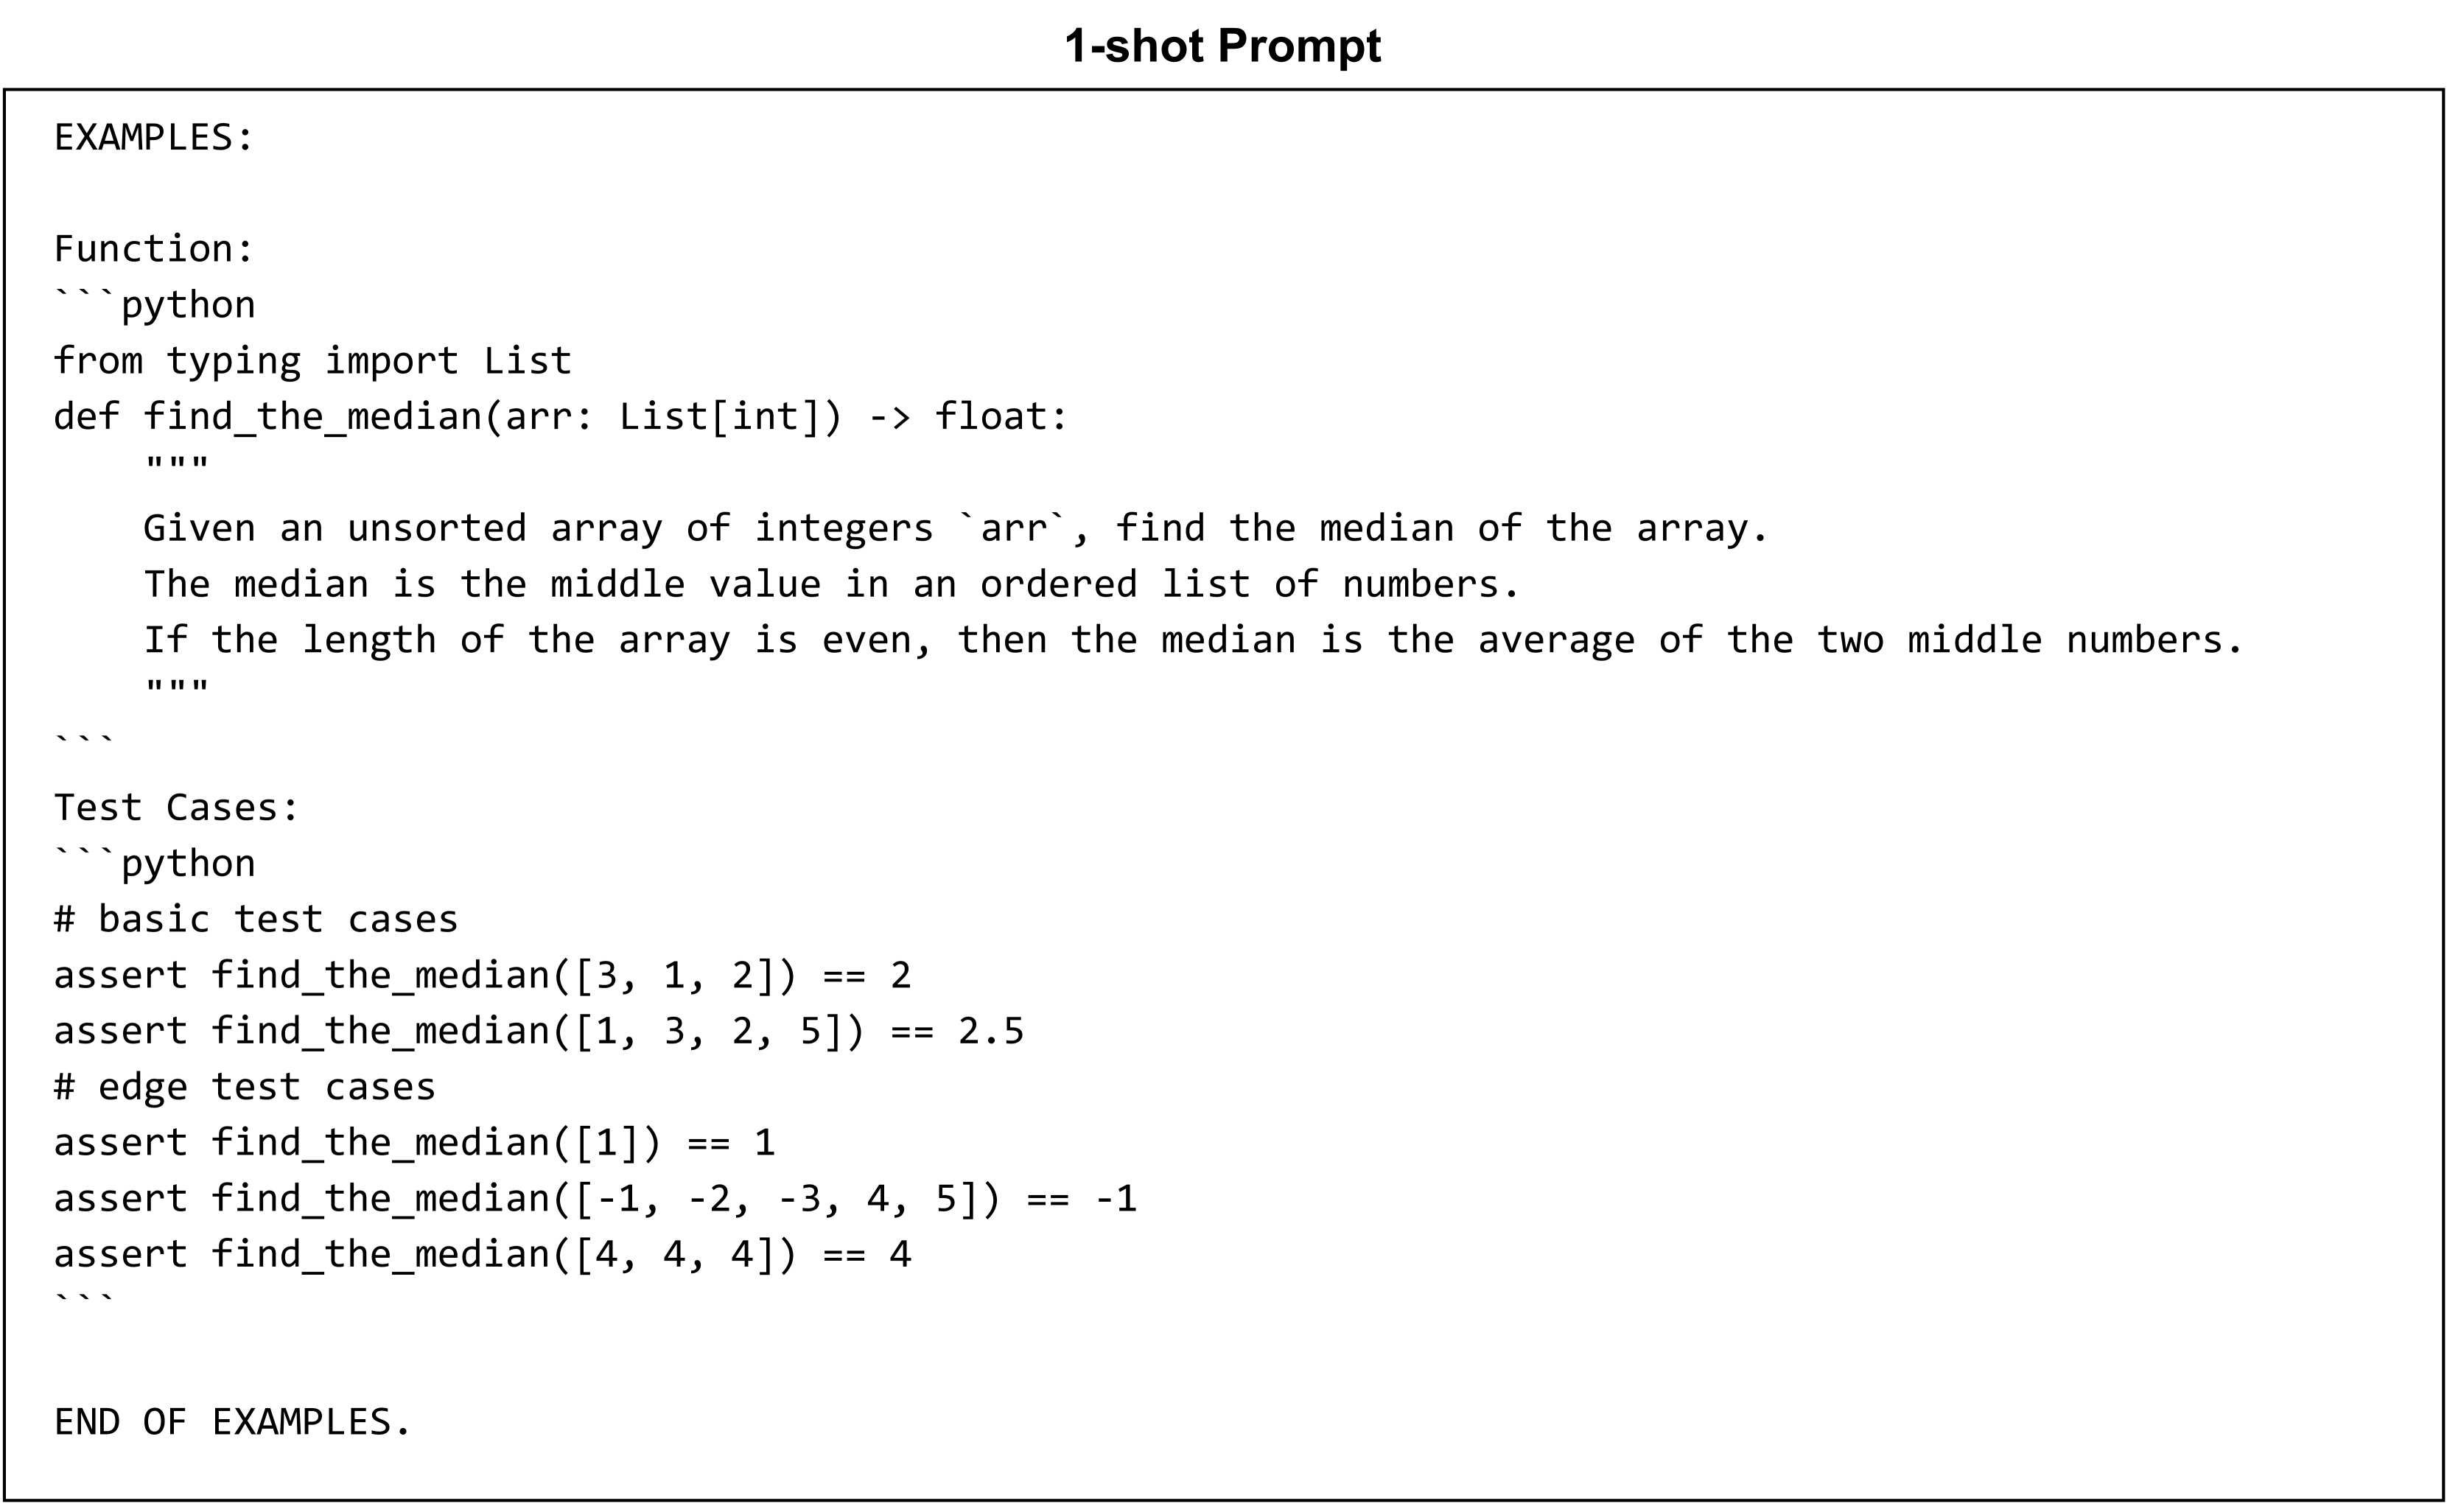 1-shot Prompt
EXAMPLES:
Function:
```python
from typing import List
def find_the_median(arr: List[int]) -> float:
    """
    Given an unsorted array of integers `arr`, find the median of the array.
    The median is the middle value in an ordered list of numbers.
    If the length of the array is even, then the median is the average of the two middle numbers.
    """
```
Test Cases:
```python
# basic test cases
assert find_the_median([3, 1, 2]) == 2
assert find_the_median([1, 3, 2, 5]) == 2.5
# edge test cases
assert find_the_median([1]) == 1
assert find_the_median([-1, -2, -3, 4, 5]) == -1
assert find_the_median([4, 4, 4]) == 4
```
END OF EXAMPLES.